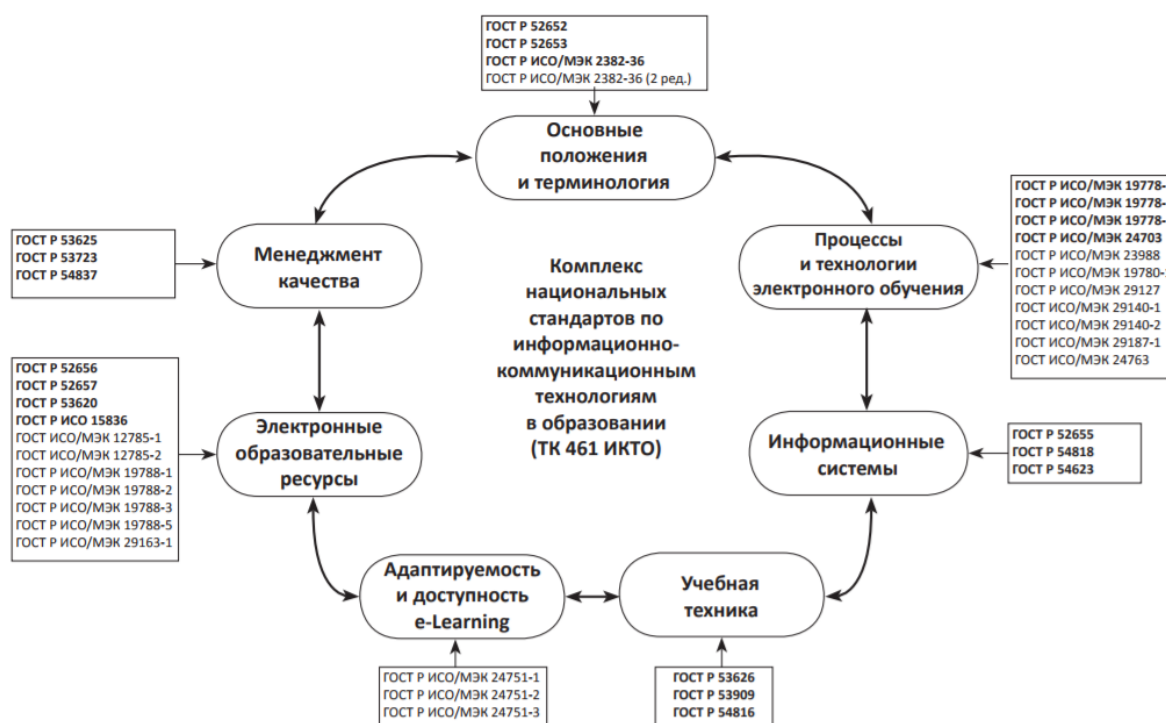 ГОСТ Р 52652
ГОСТ Р 52653
ГОСТ Р ИСО/МЭК 2382-36
ГОСТ Р ИСО/МЭК 2382-36 (2 ред.)
Основные
положения
и терминология
ГОСТ Р 53625
ГОСТ Р 53723
ГОСТ Р 54837
Менеджмент
качества
Комплекс
национальных
стандартов по
информационно-
коммуникационным
технологиям
в образовании
(ТК 461 ИКТО)
Процессы
и технологии
электронного обучения
ГОСТ Р ИСО/МЭК 19778-
ГОСТ Р ИСО/МЭК 19778-
ГОСТ Р ИСО/МЭК 19778-
ГОСТ Р ИСО/МЭК 24703
ГОСТ Р ИСО/МЭК 23988
ГОСТ Р ИСО/МЭК 19780-
ГОСТ Р ИСО/МЭК 29127
ГОСТ ИСО/МЭК 29140-1
ГОСТ ИСО/МЭК 29140-2
ГОСТ ИСО/МЭК 29187-1
ГОСТ ИСО/МЭК 24763
ГОСТ Р 52656
ГОСТ Р 52657
ГОСТ Р 53620
ГОСТ Р ИСО 15836
ГОСТ ИСО/МЭК 12785-1
ГОСТ ИСО/МЭК 12785-2
ГОСТ Р ИСО/МЭК 19788-1
ГОСТ Р ИСО/МЭК 19788-2
ГОСТ Р ИСО/МЭК 19788-3
ГОСТ Р ИСО/МЭК 19788-5
ГОСТ Р ИСО/МЭК 29163-1
Электронные
образовательные
ресурсы
Информационные
системы
ГОСТ Р 52655
ГОСТ Р 54818
ГОСТ Р 54623
Адаптируемость
и доступность
e-Learning
Учебная
техника
ГОСТ Р ИСО/МЭК 24751-1
ГОСТ Р ИСО/МЭК 24751-2
ГОСТ Р ИСО/МЭК 24751-3
ГОСТ Р 53626
ГОСТ Р 53909
ГОСТ Р 54816